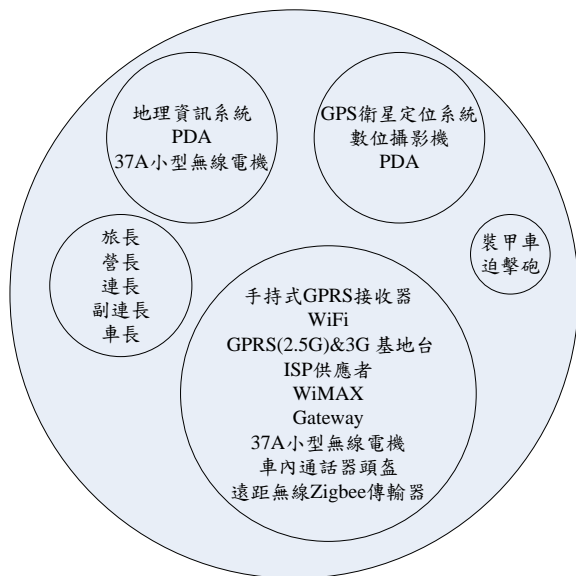 地理資訊系統
PDA
37A小型無線電機
GPS衛星定位系統
數位攝影機
PDA
旅長
營長
連長
副連長
車長
裝甲車
迫擊砲
手持式GPRS接收器
WiFi
GPRS(2.5G)&3G 基地台
ISP供應者
WiMAX
Gateway
37A小型無線電機
車內通話器頭盔
遠距無線Zigbee傳輸器